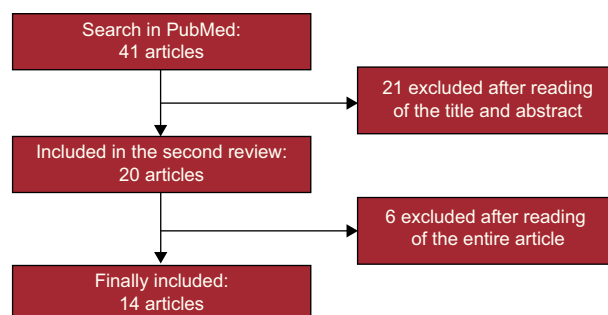 Search in PubMed:
41 articles
21 excluded after reading
of the title and abstract
Included in the second review:
20 articles
6 excluded after reading
of the entire article
Finally included:
14 articles